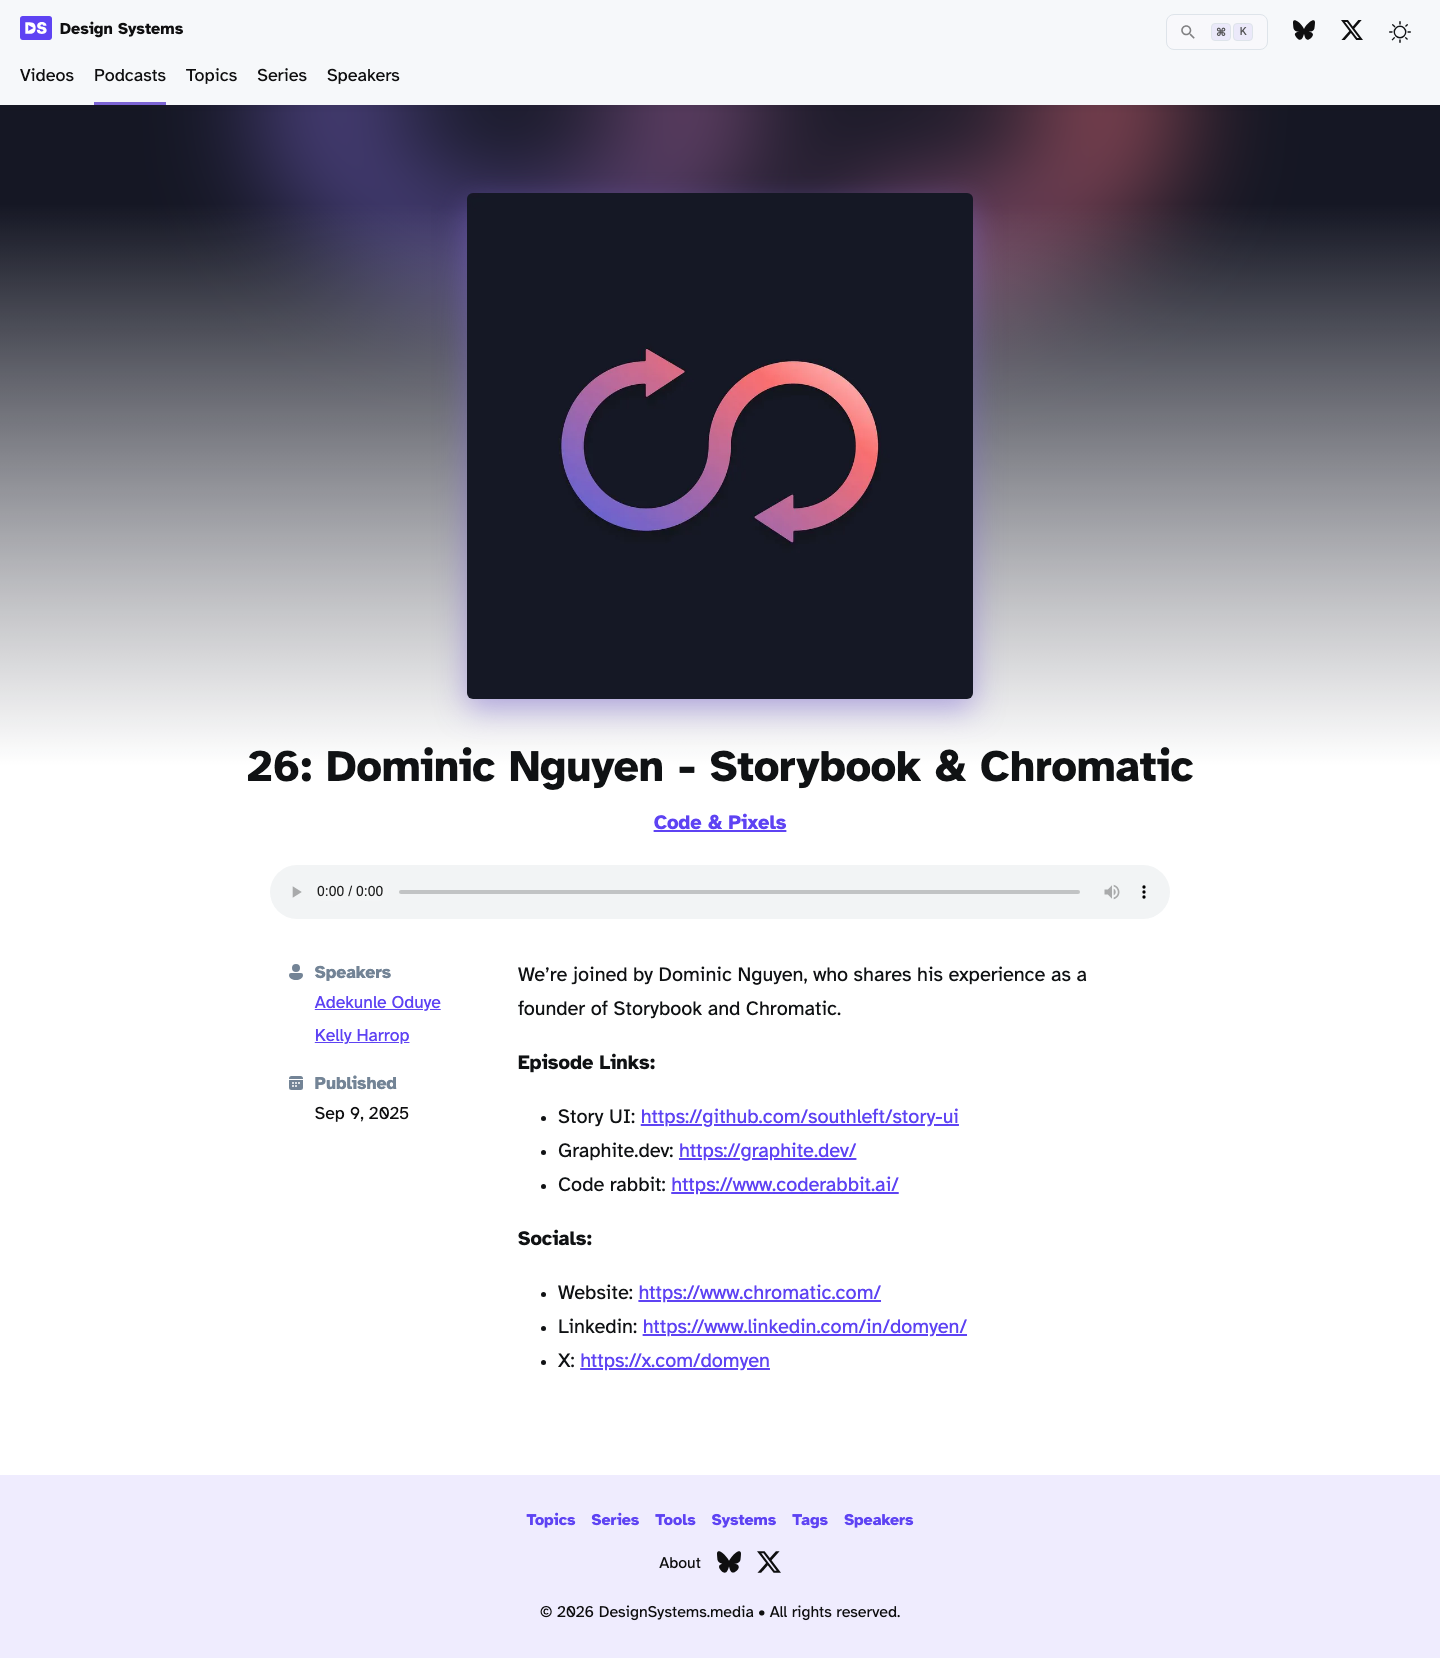 DS Design Systems
⌘ K
Videos Podcasts Topics Series Speakers
26: Dominic Nguyen - Storybook & Chromatic
Code & Pixels
0:00 / 0:00
Speakers
Adekunle Oduye
Kelly Harrop
Published
Sep 9, 2025
We’re joined by Dominic Nguyen, who shares his experience as a
founder of Storybook and Chromatic.
Episode Links:
• Story UI: https://github.com/southleft/story-ui
• Graphite.dev: https://graphite.dev/
• Code rabbit: https://www.coderabbit.ai/
Socials:
• Website: https://www.chromatic.com/
• Linkedin: https://www.linkedin.com/in/domyen/
• X: https://x.com/domyen
Topics Series Tools Systems Tags Speakers
About
© 2026 DesignSystems.media • All rights reserved.